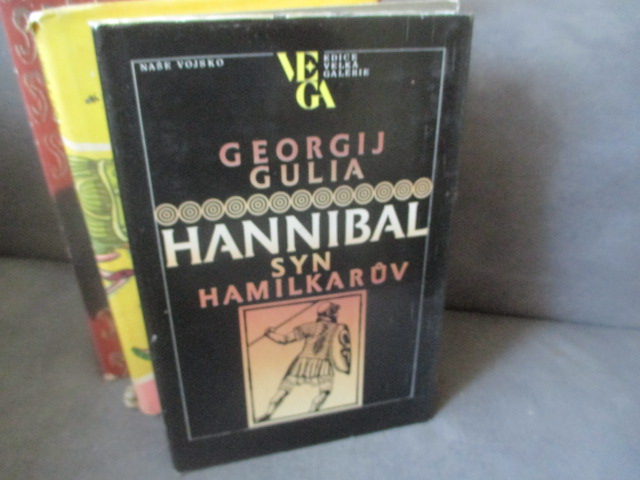 NAŠE VOJSKO
VEGA
EDICE
VELKÁ
GALERIE
GEORGIJ
GULIA
HANNIBAL
SYN
HAMILKARŮV